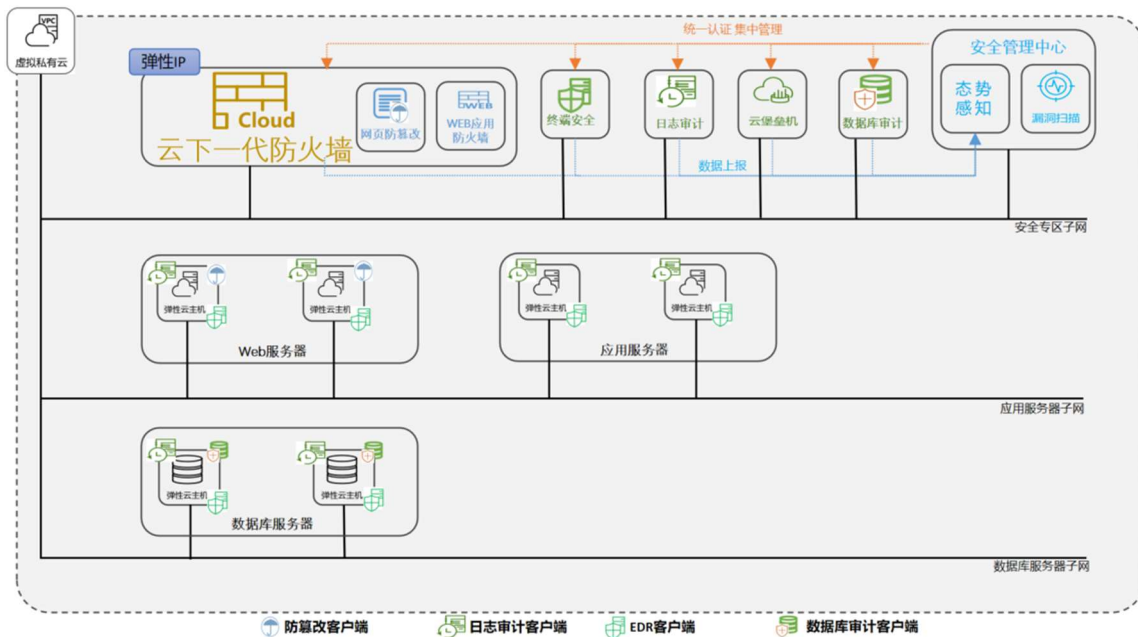 VPC
虚拟私有云
统一认证 集中管理
弹性IP
Cloud
云下一代防火墙
网页防篡改
WEB
WEB应用
防火墙
终端安全
日志审计
云堡垒机
数据库审计
安全管理中心
态势
感知
漏洞扫描
数据上报
安全专区子网
弹性云主机
弹性云主机
Web服务器
弹性云主机
弹性云主机
应用服务器
应用服务器子网
弹性云主机
弹性云主机
数据库服务器
数据库服务器子网
防篡改客户端
日志审计客户端
EDR客户端
数据库审计客户端